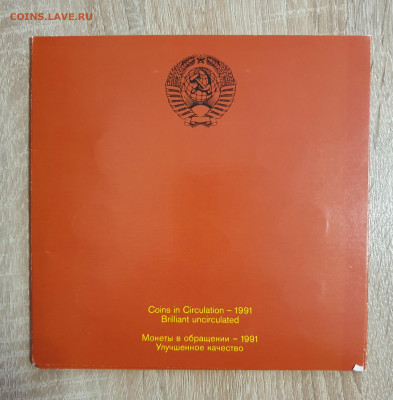 COINS.LAVE.RU
Coins in Circulation – 1991
Brilliant uncirculated
Монеты в обращении – 1991
Улучшенное качество